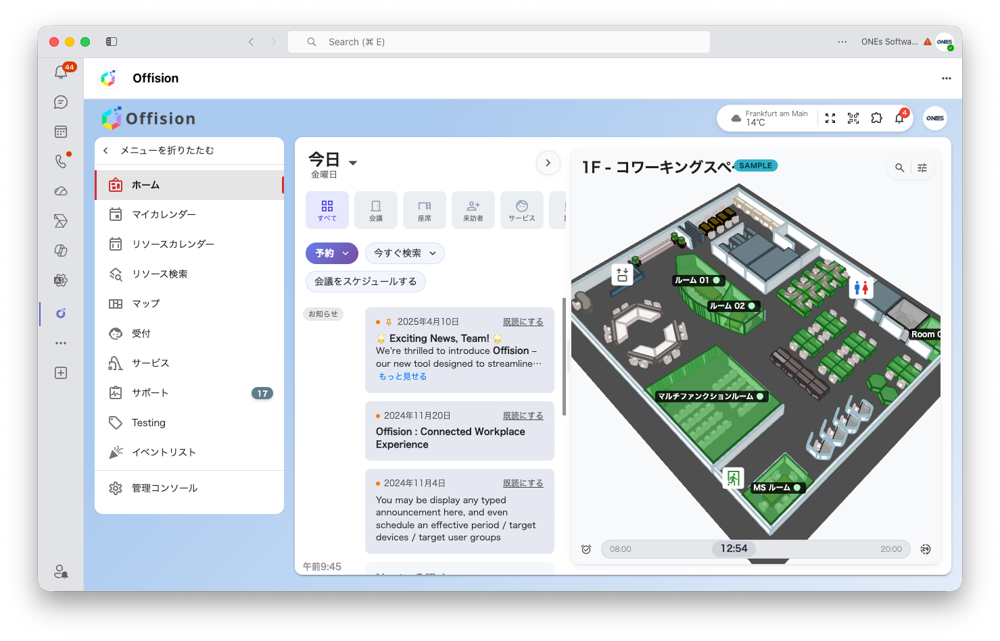 Search (⌘ E)
ONEs Softwa...
ONES
44
Offision
Offision
Frankfurt am Main
14°C
4
ONES
メニューを折りたたむ
ホーム
マイカレンダー
リソースカレンダー
リソース検索
マップ
受付
サービス
サポート
17
Testing
イベントリスト
管理コンソール
今日
金曜日
すべて
会議
座席
来訪者
サービス
予約
今すぐ検索
会議をスケジュールする
お知らせ
2025年4月10日
既読にする
🌟 Exciting News, Team! 🌟
We're thrilled to introduce Offision –
our new tool designed to streamline…
もっと見せる
2024年11月20日
既読にする
Offision : Connected Workplace
Experience
2024年11月4日
既読にする
You may be display any typed
announcement here, and even
schedule an effective period / target
devices / target user groups
午前9:45
1F - コワーキングスペ
SAMPLE
ルーム 01
ルーム 02
Room
マルチファンクションルーム
MS ルーム
08:00
12:54
20:00
24